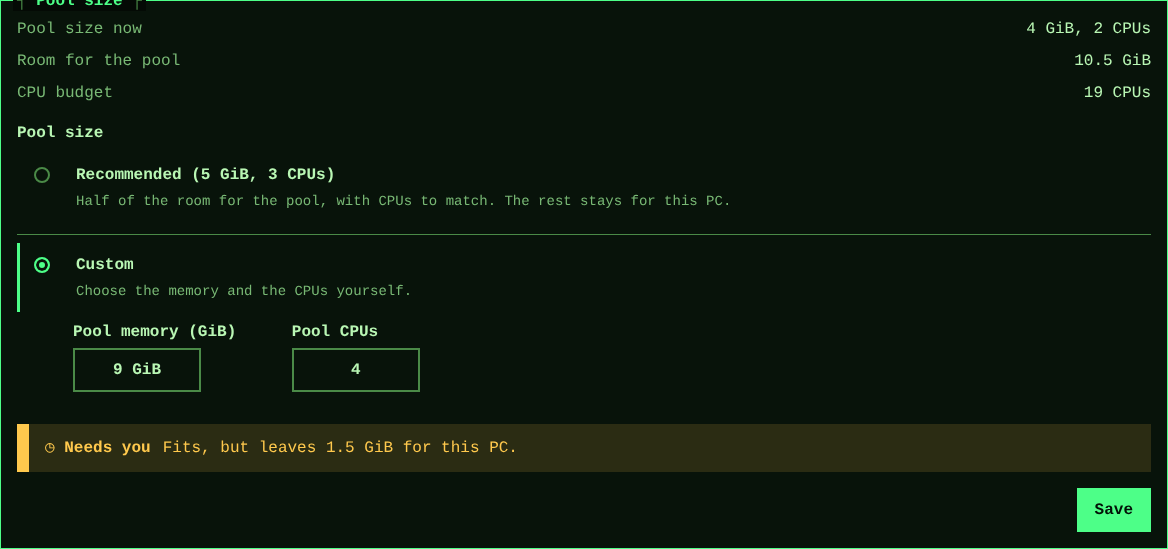 Pool size
Pool size now 4 GiB, 2 CPUs
Room for the pool 10.5 GiB
CPU budget 19 CPUs
Pool size
Recommended (5 GiB, 3 CPUs)
Half of the room for the pool, with CPUs to match. The rest stays for this PC.
Custom
Choose the memory and the CPUs yourself.
Pool memory (GiB) Pool CPUs
9 GiB 4
Needs you Fits, but leaves 1.5 GiB for this PC.
Save